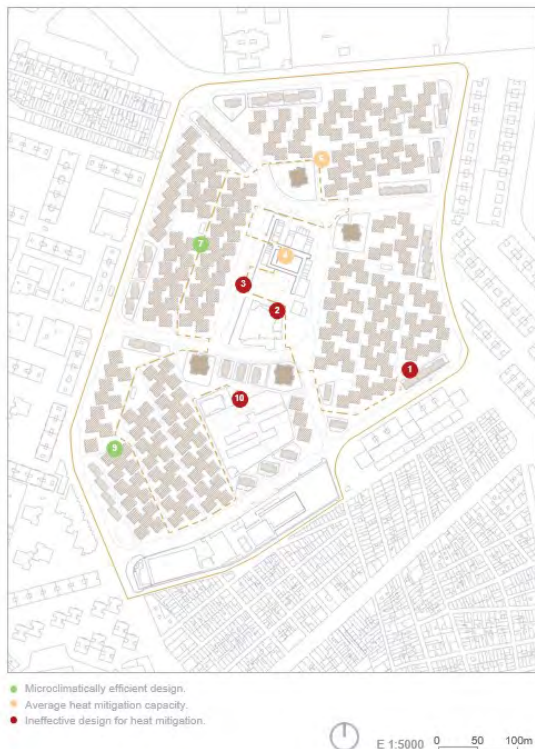 7
3
2
1
10
9
Microclimatically efficient design.
Average heat mitigation capacity.
Ineffective design for heat mitigation.
E 1:5000 0 50 100m